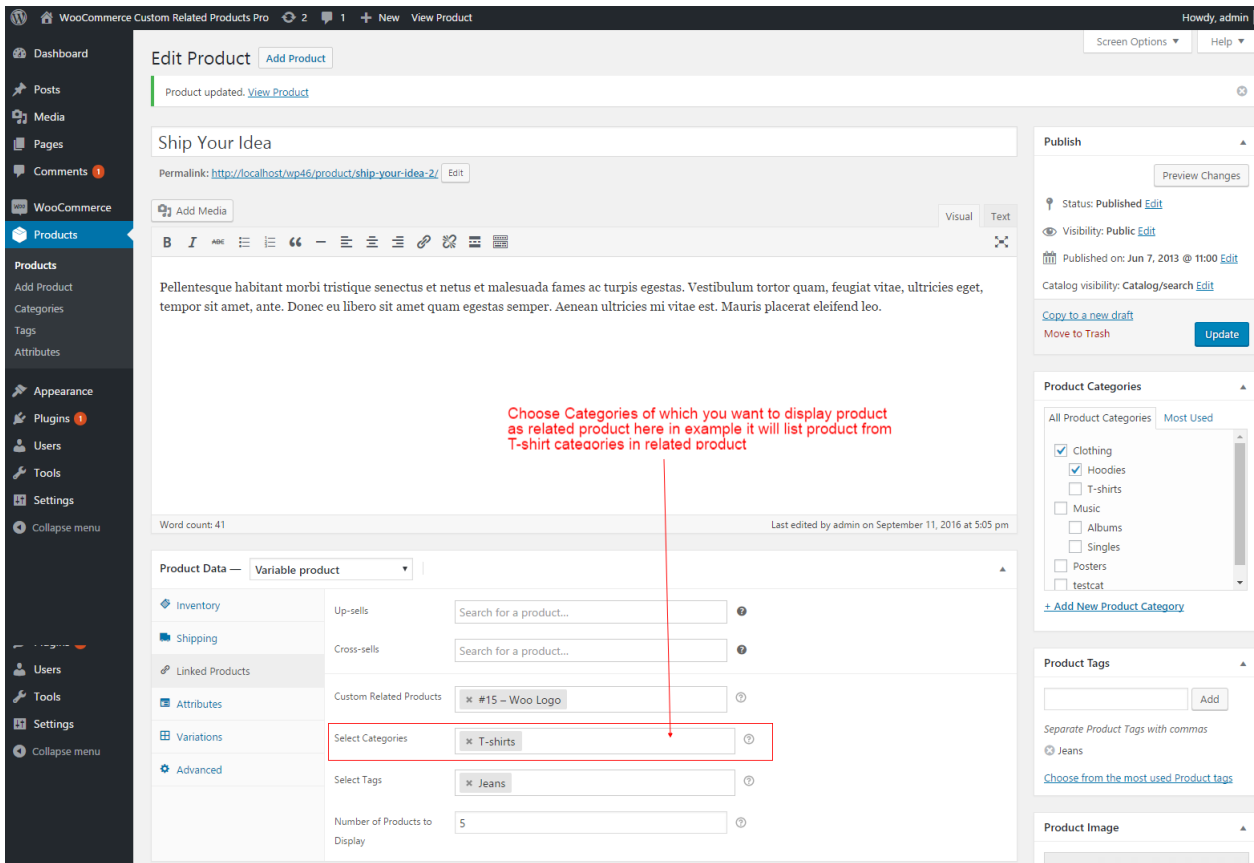 WooCommerce Custom Related Products Pro 2 1 + New View Product Howdy, admin
Dashboard
Posts
Media
Pages
Comments 1
WooCommerce
Products
Products
Add Product
Categories
Tags
Attributes
Appearance
Plugins 1
Users
Tools
Settings
Collapse menu
Users
Tools
Settings
Collapse menu
Screen Options ▼ Help ▼
Edit Product Add Product
Product updated. View Product
Ship Your Idea
Permalink: http://localhost/wp46/product/ship-your-idea-2/ Edit
Add Media
Visual Text
B I ABC
Pellentesque habitant morbi tristique senectus et netus et malesuada fames ac turpis egestas. Vestibulum tortor quam, feugiat vitae, ultricies eget,
tempor sit amet, ante. Donec eu libero sit amet quam egestas semper. Aenean ultricies mi vitae est. Mauris placerat eleifend leo.
Choose Categories of which you want to display product
as related product here in example it will list product from
T-shirt categories in related product
Word count: 41 Last edited by admin on September 11, 2016 at 5:05 pm
Product Data — Variable product
Inventory
Shipping
Linked Products
Attributes
Variations
Advanced
Up-sells Search for a product...
Cross-sells Search for a product...
Custom Related Products × #15 – Woo Logo
Select Categories × T-shirts
Select Tags × Jeans
Number of Products to
Display
5
Publish
Preview Changes
Status: Published Edit
Visibility: Public Edit
Published on: Jun 7, 2013 @ 11:00 Edit
Catalog visibility: Catalog/search Edit
Copy to a new draft
Move to Trash
Update
Product Categories
All Product Categories Most Used
Clothing
Hoodies
T-shirts
Music
Albums
Singles
Posters
testcat
+ Add New Product Category
Product Tags
Add
Separate Product Tags with commas
Jeans
Choose from the most used Product tags
Product Image